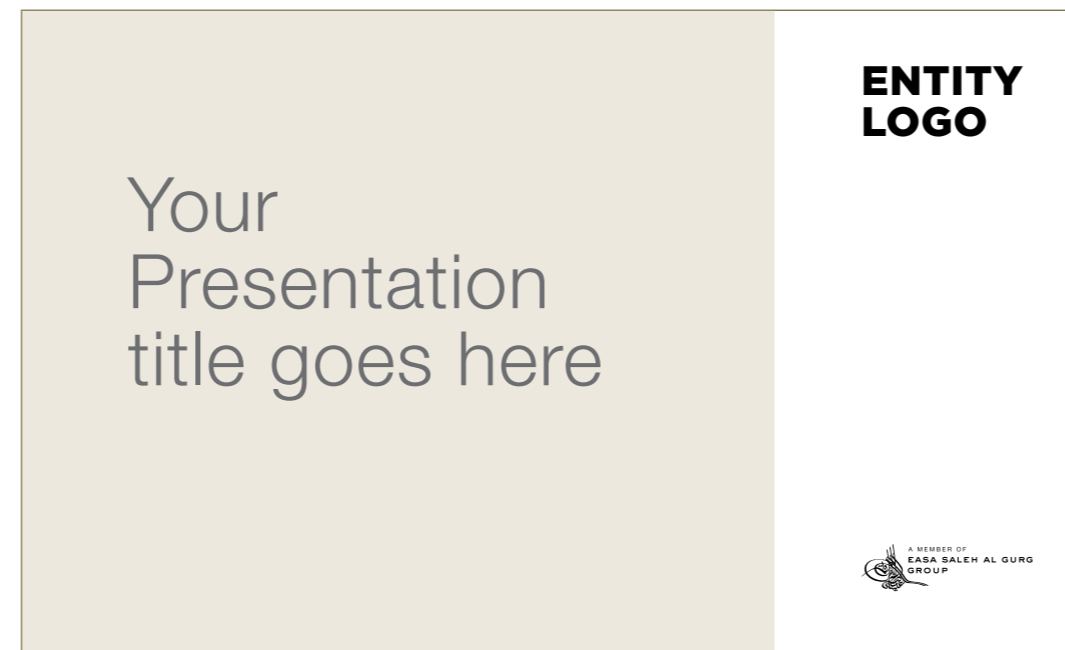 Your
Presentation
title goes here
ENTITY
LOGO
A MEMBER OF
EASA SALEH AL GURG
GROUP